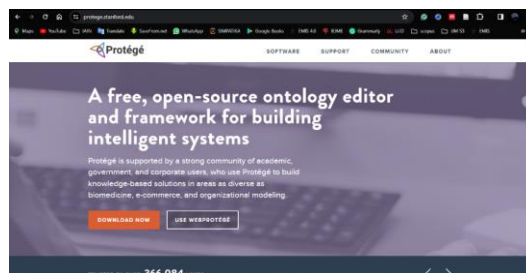 protege.stanford.edu
Maps YouTube IAIN Translate Savefrom.net WhatsApp Google Books
Protégé SOFTWARE SUPPORT COMMUNITY ABOUT
A free, open-source ontology editor
and framework for building
intelligent systems
Protégé is supported by a strong community of academic,
government, and corporate users, who use Protégé to build
knowledge-based solutions in areas as diverse as
biomedicine, e-commerce, and organizational modeling.
DOWNLOAD NOW USE WEBPROTÉGÉ
366,084